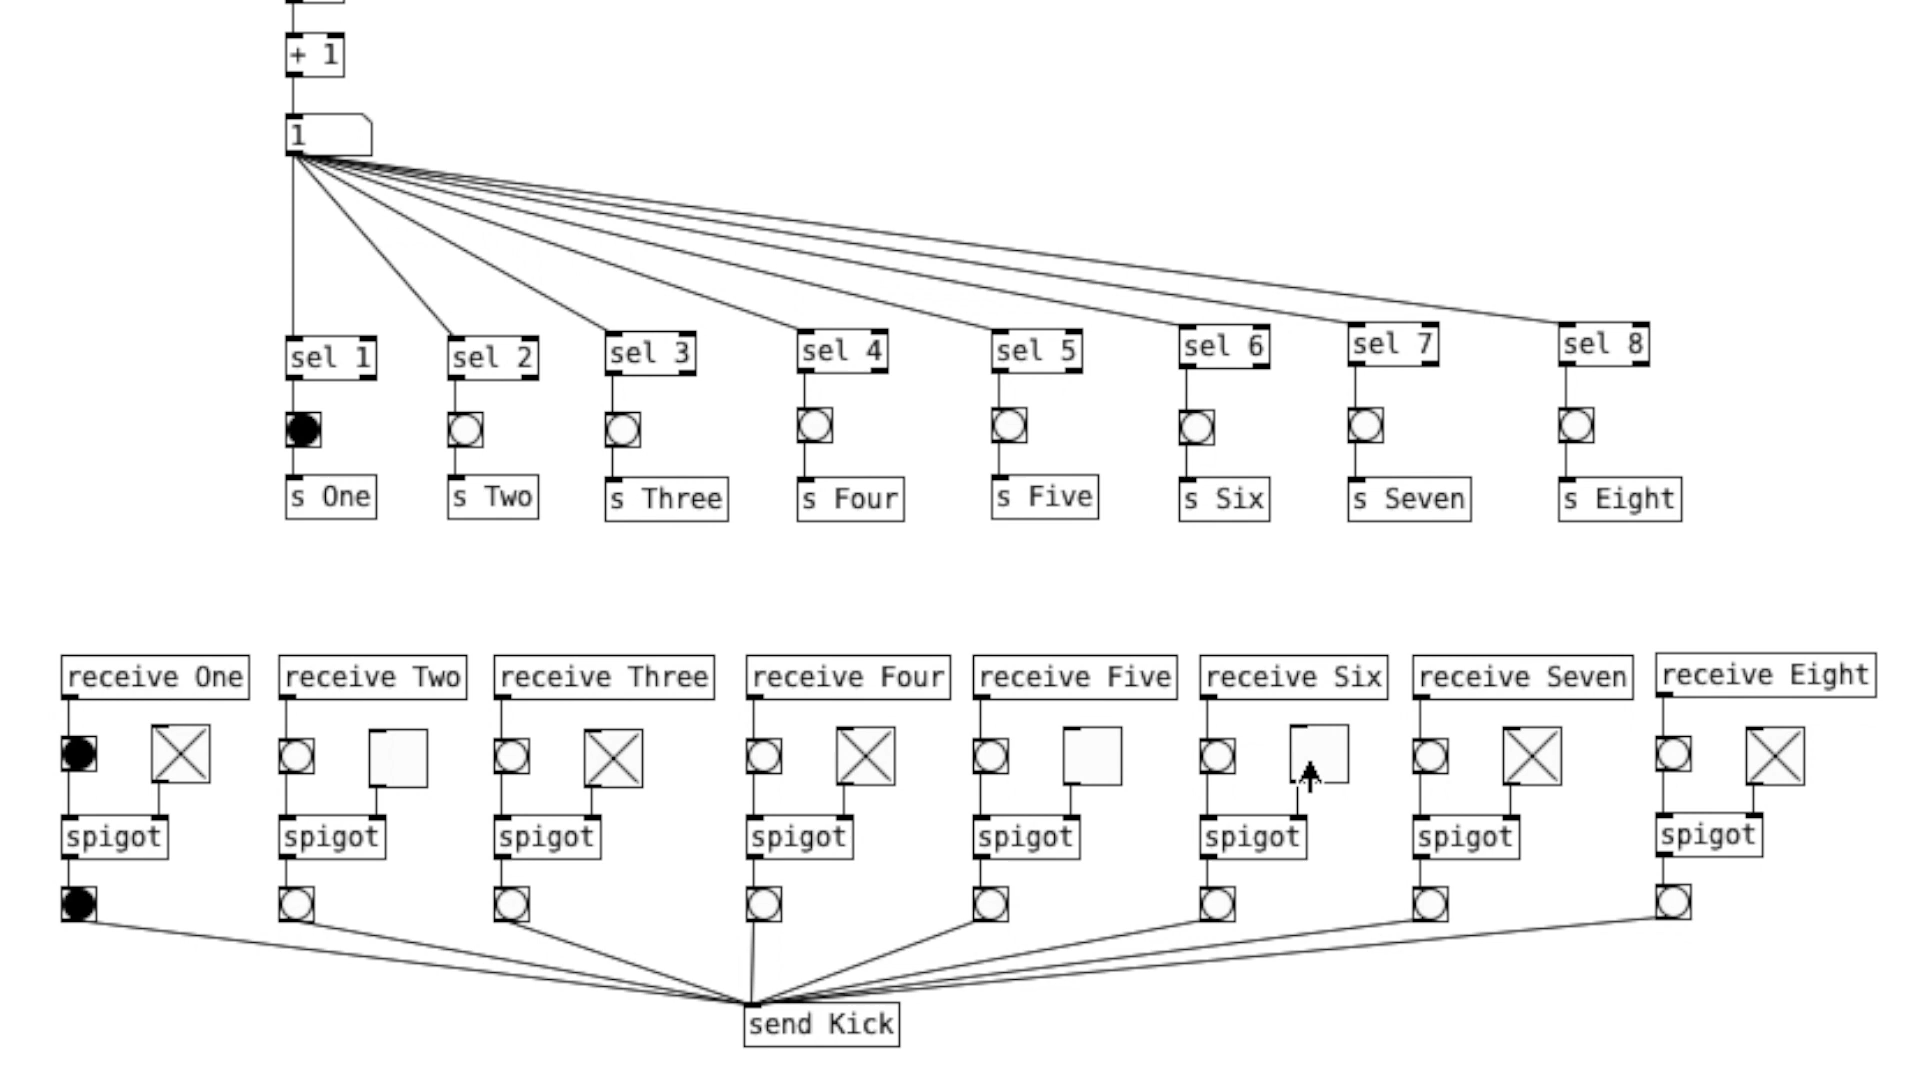 + 1
1
sel 1 sel 2 sel 3 sel 4 sel 5 sel 6 sel 7 sel 8
s One s Two s Three s Four s Five s Six s Seven s Eight
receive One receive Two receive Three receive Four receive Five receive Six receive Seven receive Eight
spigot spigot spigot spigot spigot spigot spigot spigot
send Kick